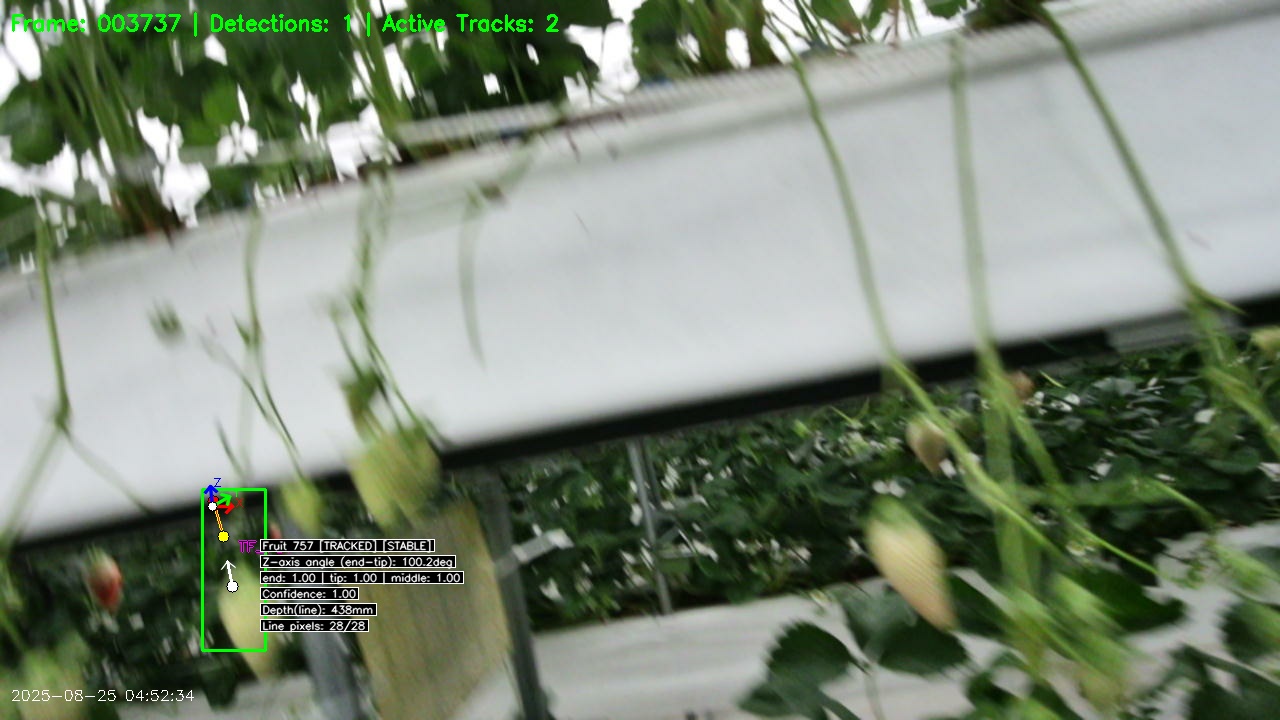 Frame: 003737 | Detections: 1 | Active Tracks: 2
Z
Fruit 757 [TRACKED] [STABLE]
Z-axis angle (end-tip): 100.2deg
end: 1.00 | tip: 1.00 | middle: 1.00
Confidence: 1.00
Depth(line): 438mm
Line pixels: 28/28
2025-08-25 04:52:34